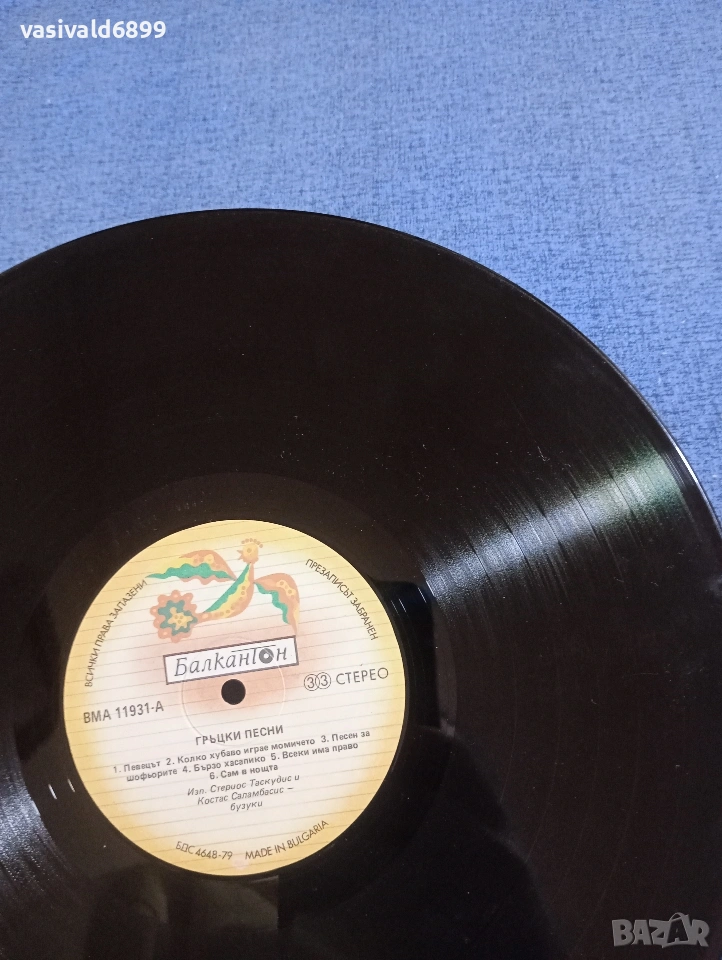 vasivald6899
ВСИЧКИ ПРАВА ЗАПАЗЕНИ
ПРЕЗАПИСЪТ ЗАБРАНЕН
Балкантон
ВМА 11931-А
33 СТЕРЕО
ГРЪЦКИ ПЕСНИ
1. Певецът 2. Колко хубаво играе момичето 3. Песен за
шофьорите 4. Бързо хасапико 5. Всеки има право
6. Сам в нощта
Изп. Стериос Таскудис и
Костас Саламбасис –
бузуки
БДС 4648-79 MADE IN BULGARIA
BAZAR